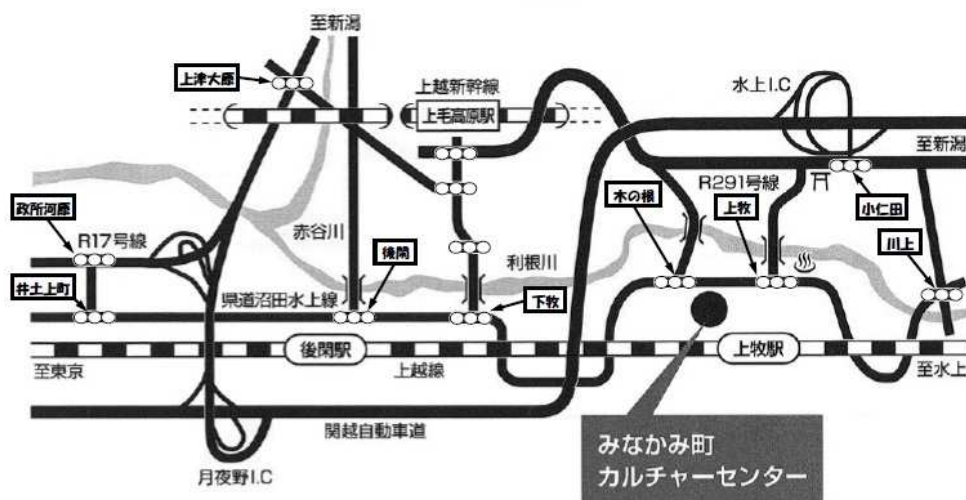 至新潟
上津大原
上越新幹線
上毛高原駅
水上I.C
至新潟
R291号線
木の根
上牧
小仁田
政所河原
R17号線
赤谷川
後閑
利根川
川上
井土上町
県道沼田水上線
下牧
後閑駅
上牧駅
至東京
上越線
至水上
関越自動車道
みなかみ町
カルチャーセンター
月夜野I.C